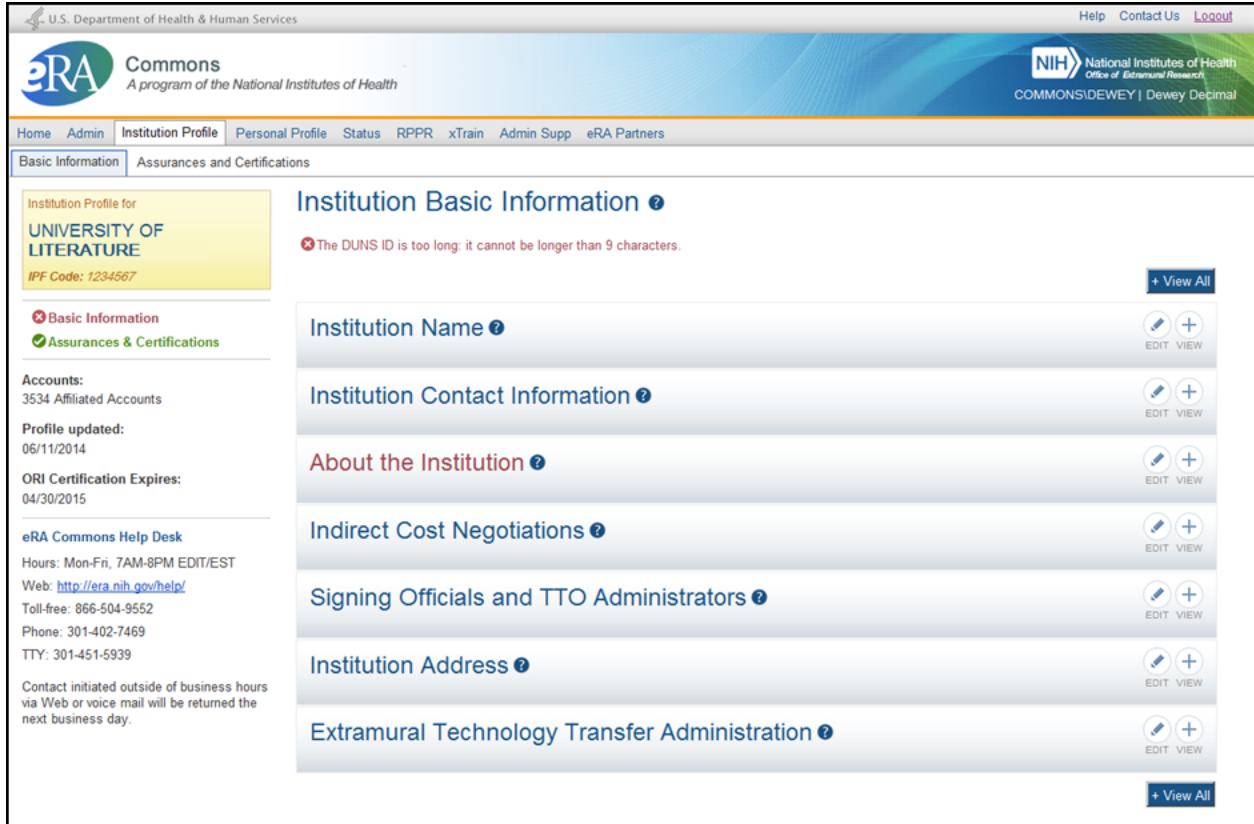 U.S. Department of Health & Human Services
Help Contact Us Logout
eRA
Commons
A program of the National Institutes of Health
NIH National Institutes of Health
Office of Extramural Research
COMMONS\DEWEY | Dewey Decimal
Home Admin Institution Profile Personal Profile Status RPPR xTrain Admin Supp eRA Partners
Basic Information Assurances and Certifications
Institution Profile for
UNIVERSITY OF
LITERATURE
IPF Code: 1234567
Basic Information
Assurances & Certifications
Accounts:
3534 Affiliated Accounts
Profile updated:
06/11/2014
ORI Certification Expires:
04/30/2015
eRA Commons Help Desk
Hours: Mon-Fri, 7AM-8PM EDIT/EST
Web: http://era.nih.gov/help/
Toll-free: 866-504-9552
Phone: 301-402-7469
TTY: 301-451-5939
Contact initiated outside of business hours
via Web or voice mail will be returned the
next business day.
Institution Basic Information ?
The DUNS ID is too long: it cannot be longer than 9 characters.
+ View All
Institution Name ?
EDIT VIEW
Institution Contact Information ?
EDIT VIEW
About the Institution ?
EDIT VIEW
Indirect Cost Negotiations ?
EDIT VIEW
Signing Officials and TTO Administrators ?
EDIT VIEW
Institution Address ?
EDIT VIEW
Extramural Technology Transfer Administration ?
EDIT VIEW
+ View All